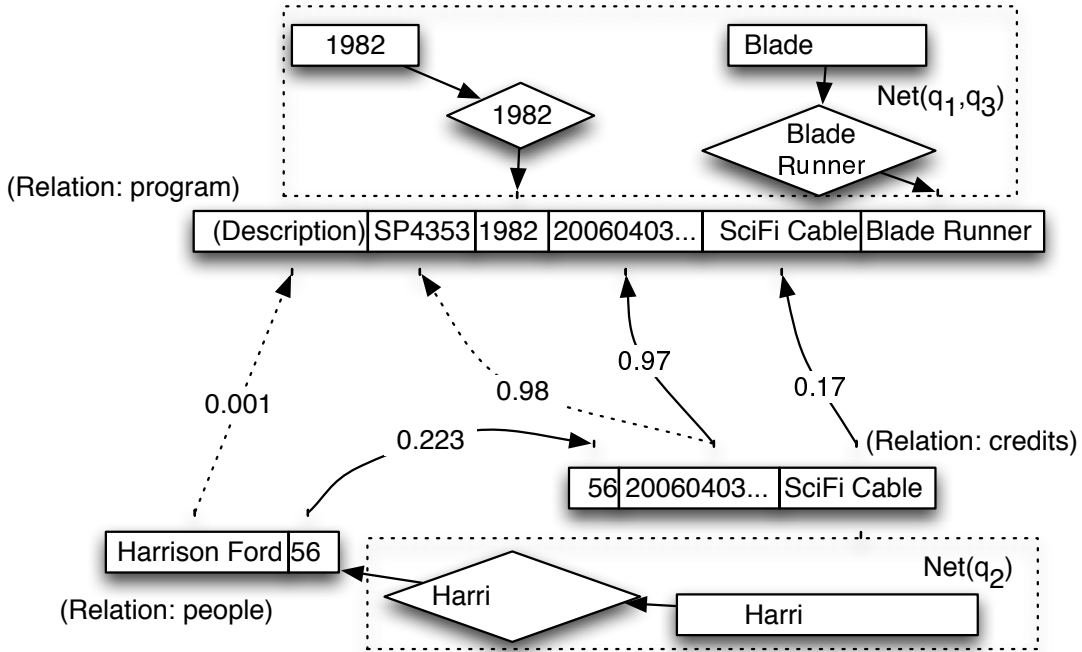 1982
Blade
1982
Net(q1,q3)
Blade
Runner
(Relation: program)
(Description) SP4353 1982 20060403... SciFi Cable Blade Runner
0.001
0.98
0.97
0.17
0.223
(Relation: credits)
56 20060403... SciFi Cable
Harrison Ford 56
(Relation: people)
Harri
Harri
Net(q2)